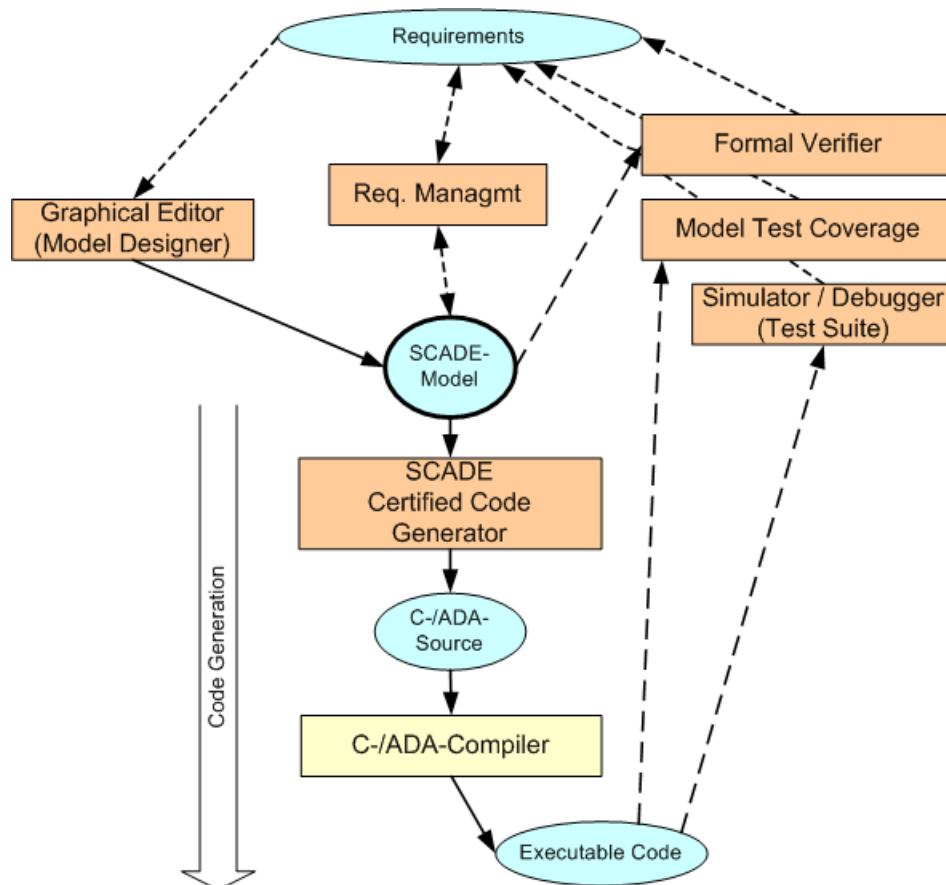 Requirements
Formal Verifier
Req. Managmt
Graphical Editor
(Model Designer)
Model Test Coverage
Simulator / Debugger
(Test Suite)
SCADE-
Model
SCADE
Certified Code
Generator
C-/ADA-
Source
Code Generation
C-/ADA-Compiler
Executable Code